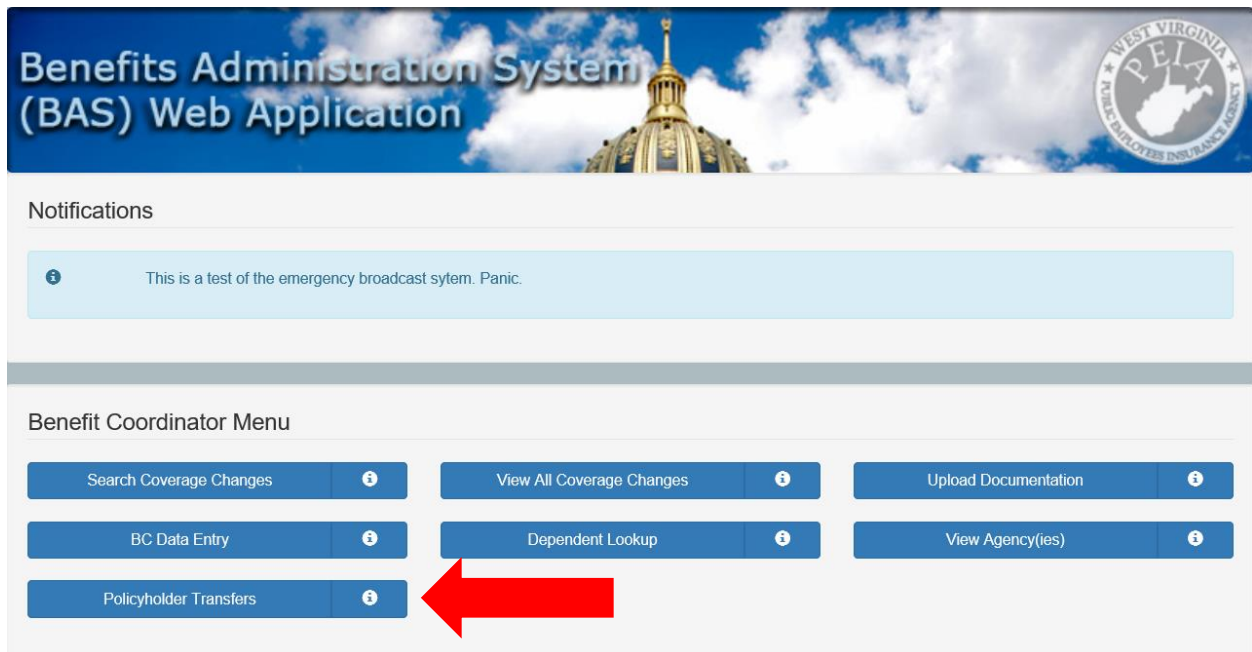 Benefits Administration System
(BAS) Web Application
WEST VIRGINIA
PEIA
PUBLIC EMPLOYEES INSURANCE AGENCY
Notifications
This is a test of the emergency broadcast sytem. Panic.
Benefit Coordinator Menu
Search Coverage Changes
View All Coverage Changes
Upload Documentation
BC Data Entry
Dependent Lookup
View Agency(ies)
Policyholder Transfers